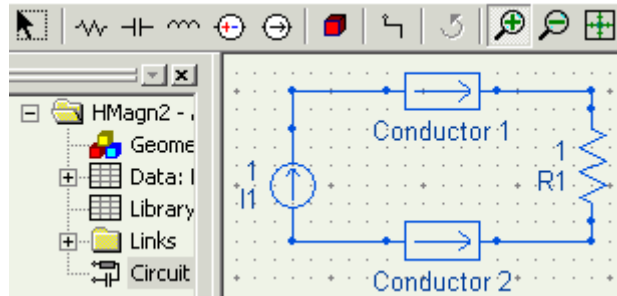 HMagn2 -
Geome
Data:
Library
Links
Circuit
Conductor 1
1
I1
1
R1
Conductor 2